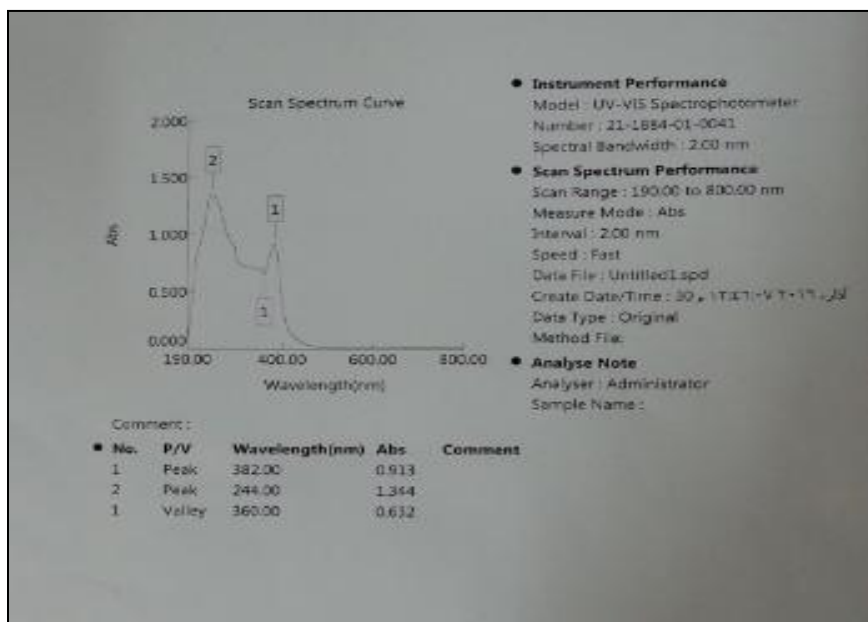 Scan Spectrum Curve
2.000
1.500
1.000
0.500
0.000
Abs
2
1
1
190.00 400.00 600.00 800.00
Wavelength(nm)
● Instrument Performance
Model : UV-VIS Spectrophotometer
Number : 21-1884-01-0041
Spectral Bandwidth : 2.00 nm
● Scan Spectrum Performance
Scan Range : 190.00 to 800.00 nm
Measure Mode : Abs
Interval : 2.00 nm
Speed : Fast
Data File : Untitled1.spd
Create Date/Time : 30
Data Type : Original
Method File:
● Analyse Note
Analyser : Administrator
Sample Name :
Comment :
● No. P/V Wavelength(nm) Abs Comment
1 Peak 382.00 0.913
2 Peak 244.00 1.344
1 Valley 360.00 0.632